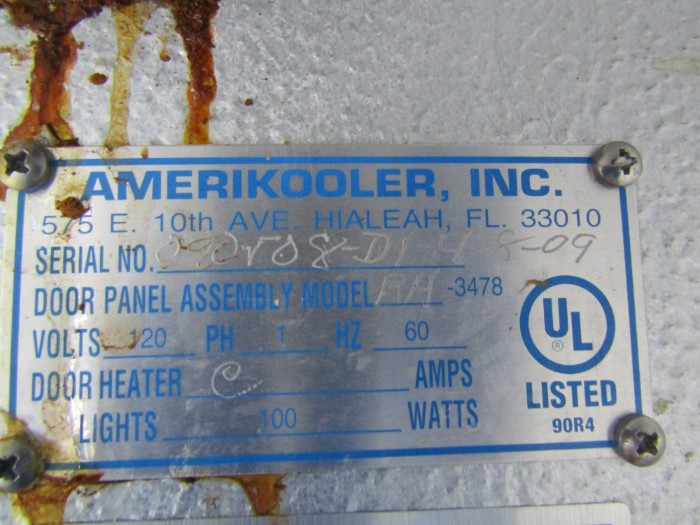 AMERIKOOLER, INC.
575 E. 10th AVE. HIALEAH, FL. 33010
SERIAL NO.
DOOR PANEL ASSEMBLY MODEL RH -3478
VOLTS 120 PH 1 HZ 60
DOOR HEATER C AMPS
LIGHTS 100 WATTS
UL
®
LISTED
90R4